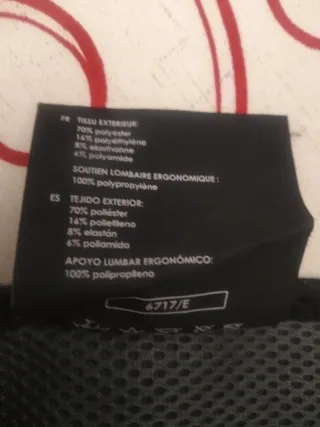 FR TISSU EXTERIEUR:
70% polyester
16% polyéthylène
8% elasthanne
6% polyamide
SOUTIEN LOMBAIRE ERGONOMIQUE :
100% polypropylène
ES TEJIDO EXTERIOR:
70% poliéster
16% polietileno
8% elastán
6% poliamida
APOYO LUMBAR ERGONÓMICO:
100% polipropileno
6717/E